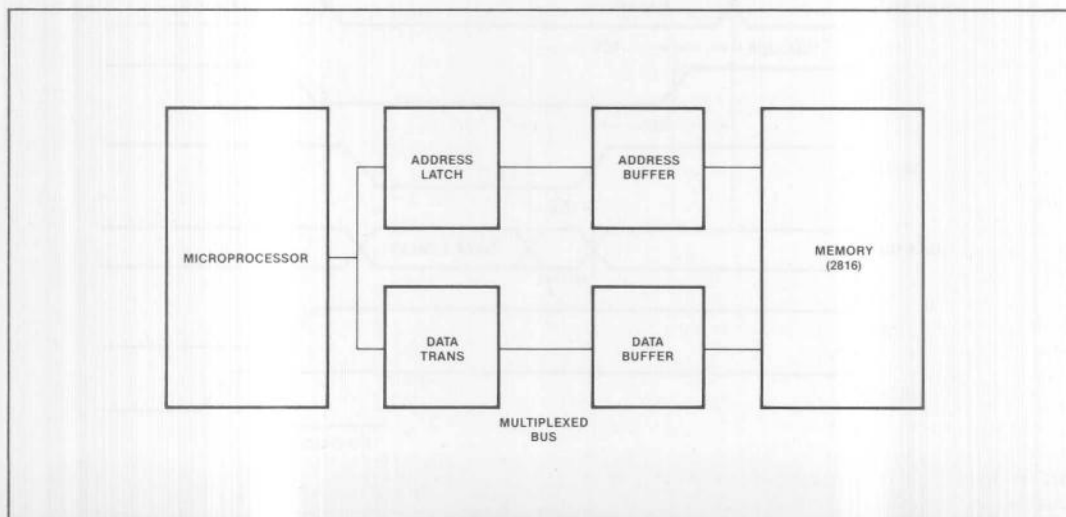 MICROPROCESSOR
ADDRESS
LATCH
ADDRESS
BUFFER
DATA
TRANS
DATA
BUFFER
MEMORY
(2816)
MULTIPLEXED
BUS